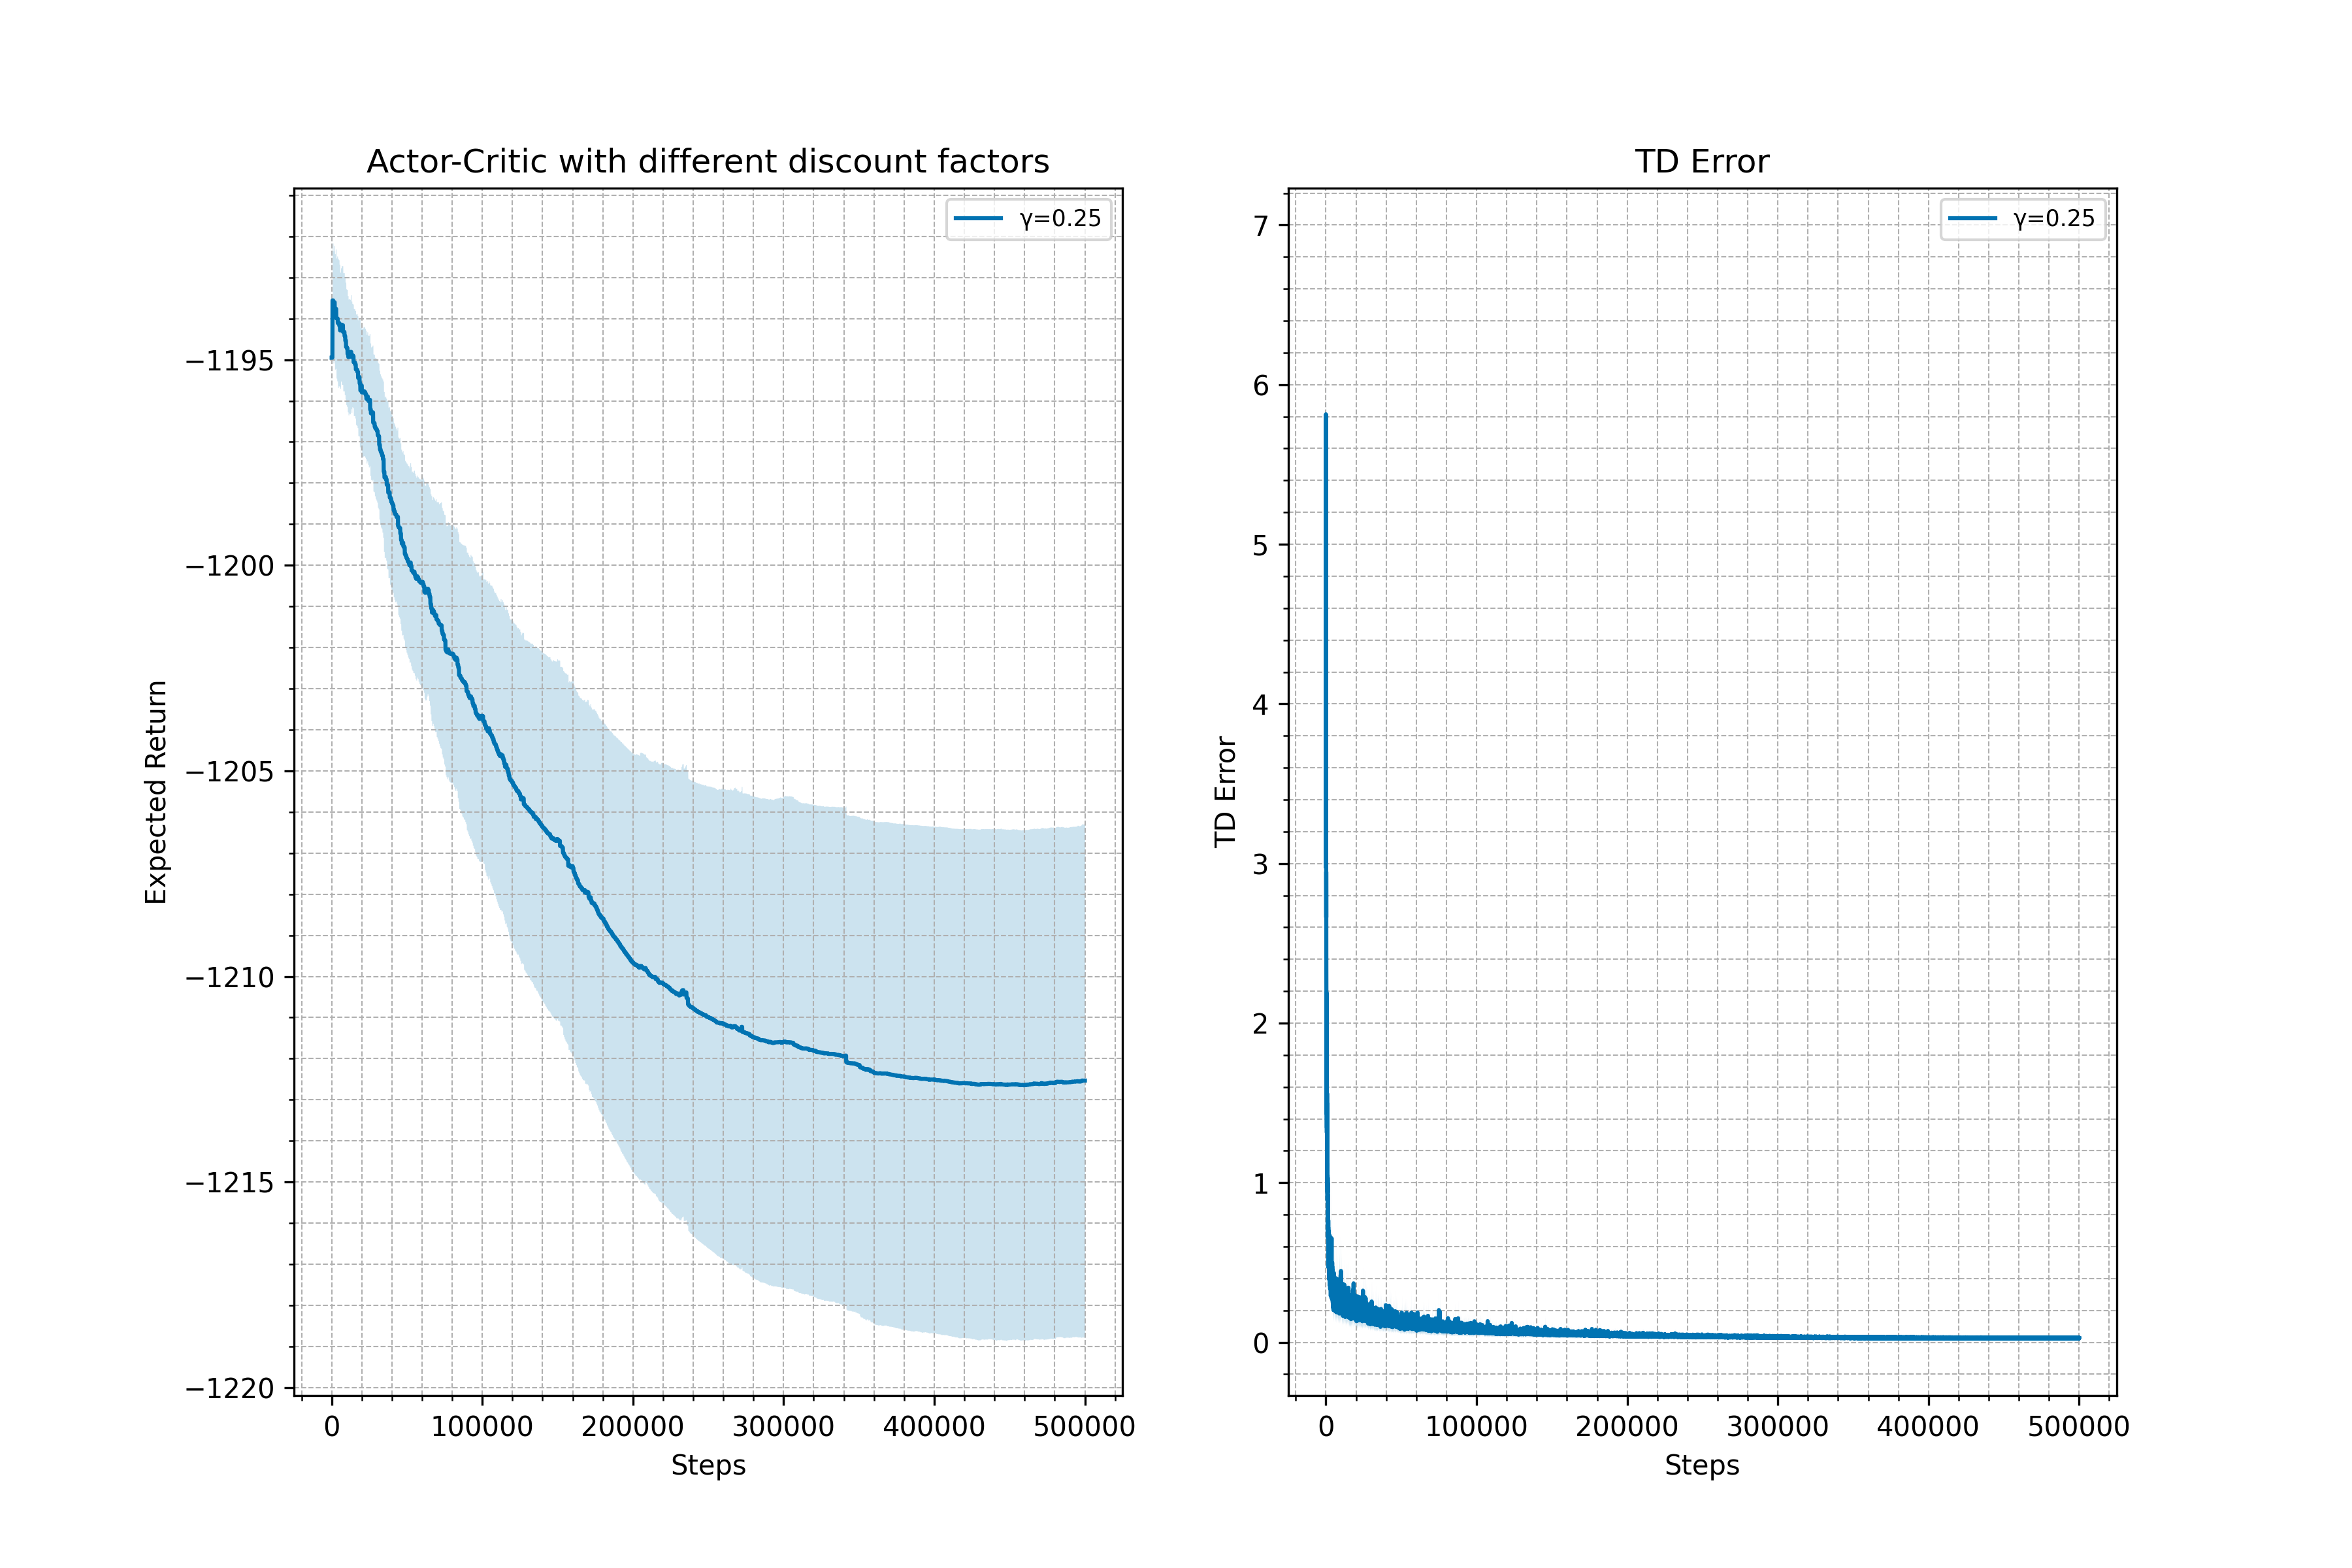 Actor-Critic with different discount factors
γ=0.25
−1195
−1200
−1205
−1210
−1215
−1220
Expected Return
0 100000 200000 300000 400000 500000
Steps
TD Error
γ=0.25
7
6
5
4
3
2
1
0
TD Error
0 100000 200000 300000 400000 500000
Steps